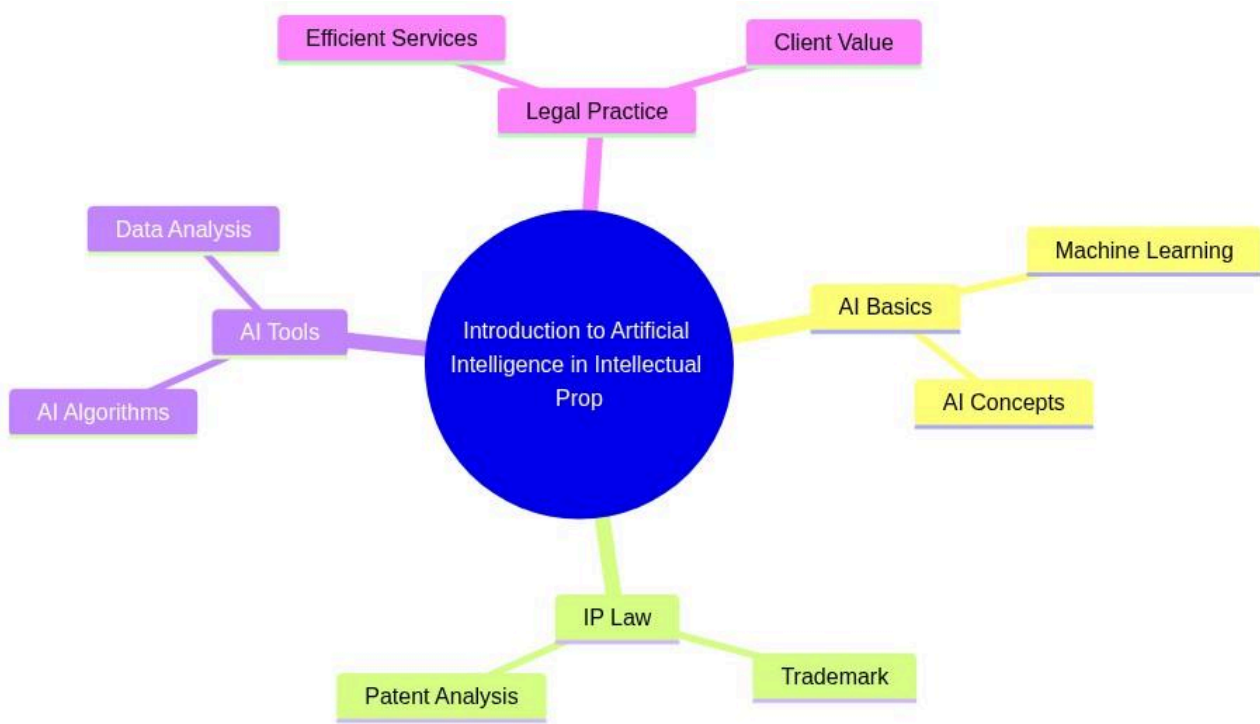 Efficient Services
Client Value
Legal Practice
Data Analysis
Machine Learning
AI Basics
AI Tools
Introduction to Artificial
Intelligence in Intellectual
Prop
AI Concepts
AI Algorithms
IP Law
Trademark
Patent Analysis